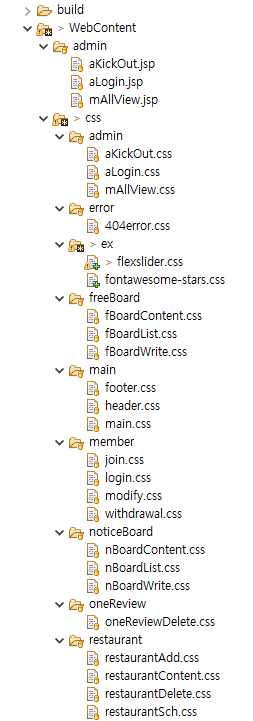 build
> WebContent
admin
aKickOut.jsp
aLogin.jsp
mAllView.jsp
> css
admin
aKickOut.css
aLogin.css
mAllView.css
error
404error.css
> ex
> flexslider.css
fontawesome-stars.css
freeBoard
fBoardContent.css
fBoardList.css
fBoardWrite.css
main
footer.css
header.css
main.css
member
join.css
login.css
modify.css
withdrawal.css
noticeBoard
nBoardContent.css
nBoardList.css
nBoardWrite.css
oneReview
oneReviewDelete.css
restaurant
restaurantAdd.css
restaurantContent.css
restaurantDelete.css
restaurantSch.css